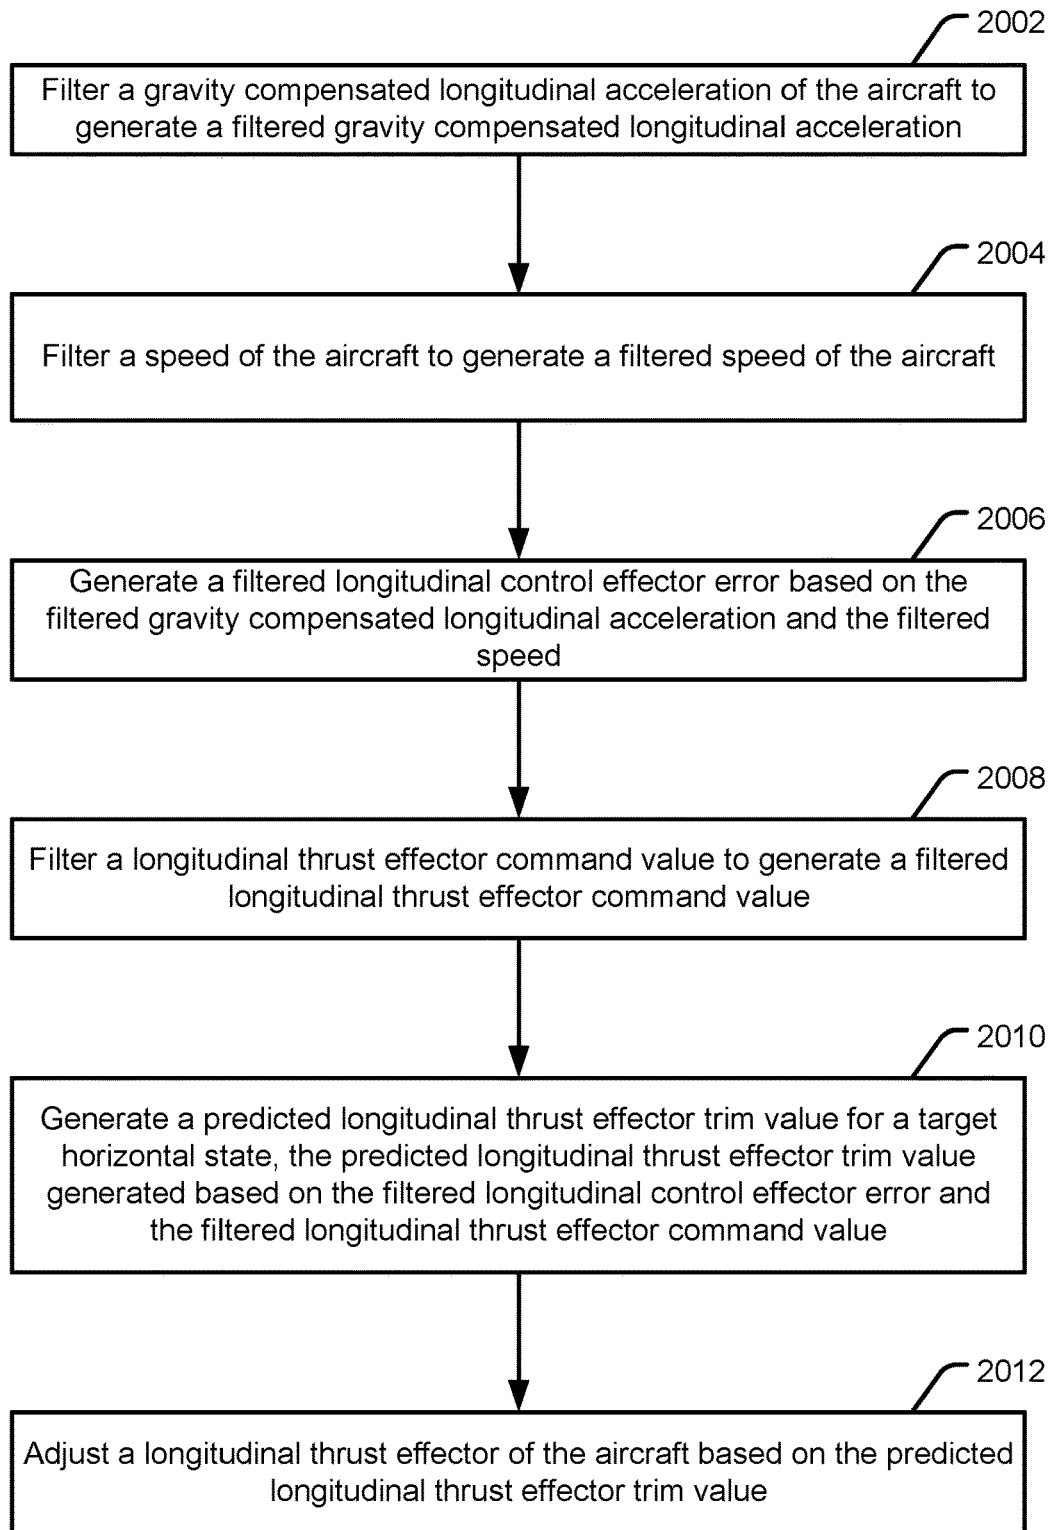 2002
Filter a gravity compensated longitudinal acceleration of the aircraft to
generate a filtered gravity compensated longitudinal acceleration
2004
Filter a speed of the aircraft to generate a filtered speed of the aircraft
2006
Generate a filtered longitudinal control effector error based on the
filtered gravity compensated longitudinal acceleration and the filtered
speed
2008
Filter a longitudinal thrust effector command value to generate a filtered
longitudinal thrust effector command value
2010
Generate a predicted longitudinal thrust effector trim value for a target
horizontal state, the predicted longitudinal thrust effector trim value
generated based on the filtered longitudinal control effector error and
the filtered longitudinal thrust effector command value
2012
Adjust a longitudinal thrust effector of the aircraft based on the predicted
longitudinal thrust effector trim value